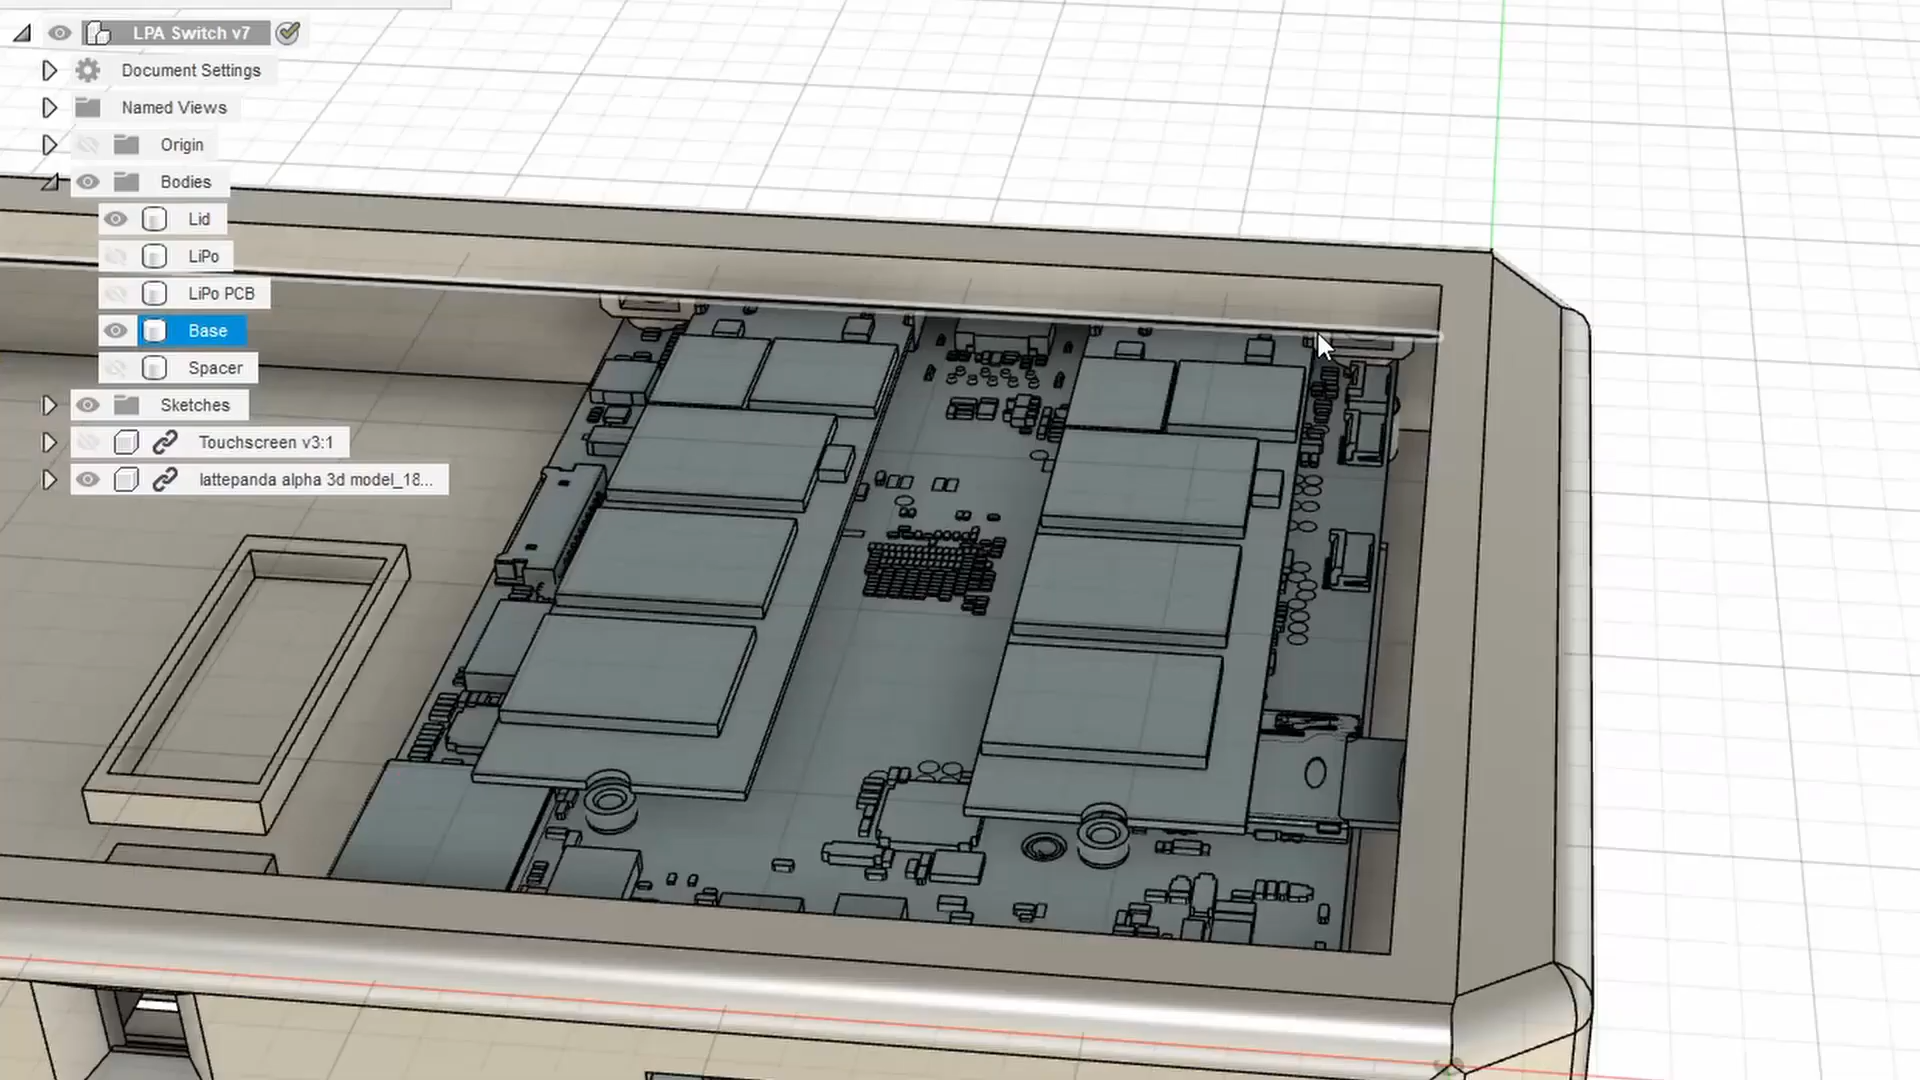 LPA Switch v7
Document Settings
Named Views
Origin
Bodies
Lid
LiPo
LiPo PCB
Base
Spacer
Sketches
Touchscreen v3:1
lattepanda alpha 3d model_18...